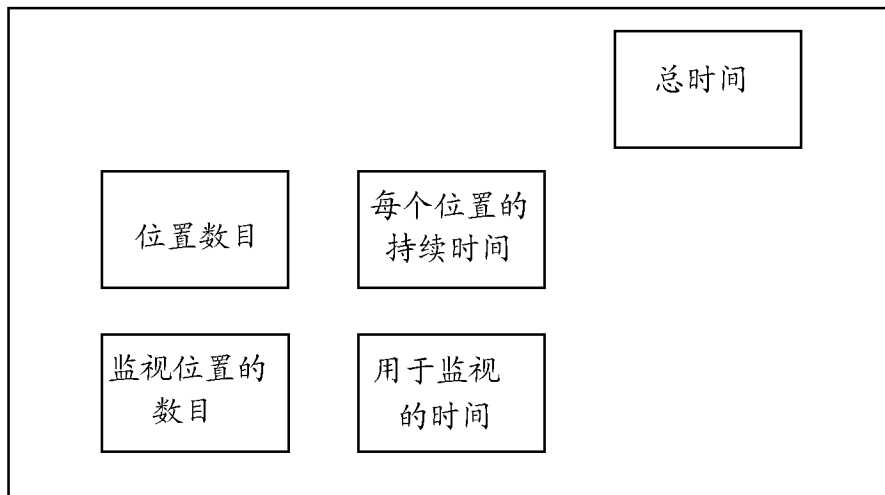 总时间
位置数目
每个位置的
持续时间
监视位置的
数目
用于监视
的时间